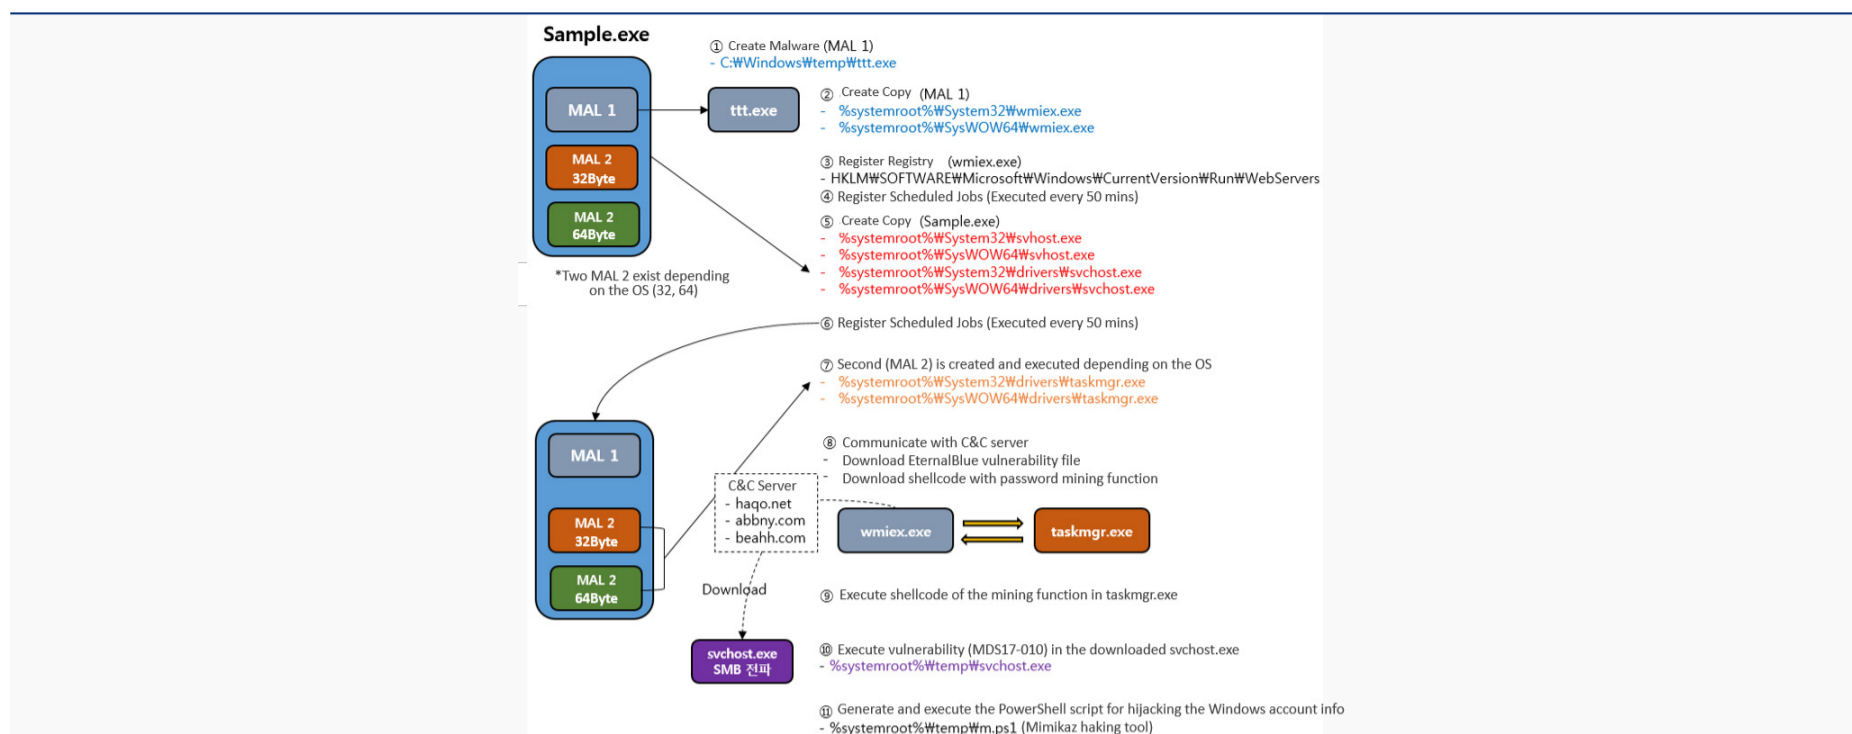 Sample.exe
① Create Malware (MAL 1)
- C:₩Windows₩temp₩ttt.exe
MAL 1
ttt.exe
② Create Copy (MAL 1)
- %systemroot%₩System32₩wmiex.exe
- %systemroot%₩SysWOW64₩wmiex.exe
MAL 2
32Byte
③ Register Registry (wmiex.exe)
- HKLM₩SOFTWARE₩Microsoft₩Windows₩CurrentVersion₩Run₩WebServers
④ Register Scheduled Jobs (Executed every 50 mins)
MAL 2
64Byte
⑤ Create Copy (Sample.exe)
- %systemroot%₩System32₩svhost.exe
- %systemroot%₩SysWOW64₩svhost.exe
- %systemroot%₩System32₩drivers₩svchost.exe
- %systemroot%₩SysWOW64₩drivers₩svchost.exe
*Two MAL 2 exist depending
on the OS (32, 64)
⑥ Register Scheduled Jobs (Executed every 50 mins)
⑦ Second (MAL 2) is created and executed depending on the OS
- %systemroot%₩System32₩drivers₩taskmgr.exe
- %systemroot%₩SysWOW64₩drivers₩taskmgr.exe
MAL 1
⑧ Communicate with C&C server
- Download EternalBlue vulnerability file
- Download shellcode with password mining function
C&C Server
- haqo.net
- abbny.com
- beahh.com
MAL 2
32Byte
wmiex.exe
taskmgr.exe
MAL 2
64Byte
Download
⑨ Execute shellcode of the mining function in taskmgr.exe
svchost.exe
SMB 전파
⑩ Execute vulnerability (MDS17-010) in the downloaded svchost.exe
- %systemroot%₩temp₩svchost.exe
⑪ Generate and execute the PowerShell script for hijacking the Windows account info
- %systemroot%₩temp₩m.ps1 (Mimikaz haking tool)